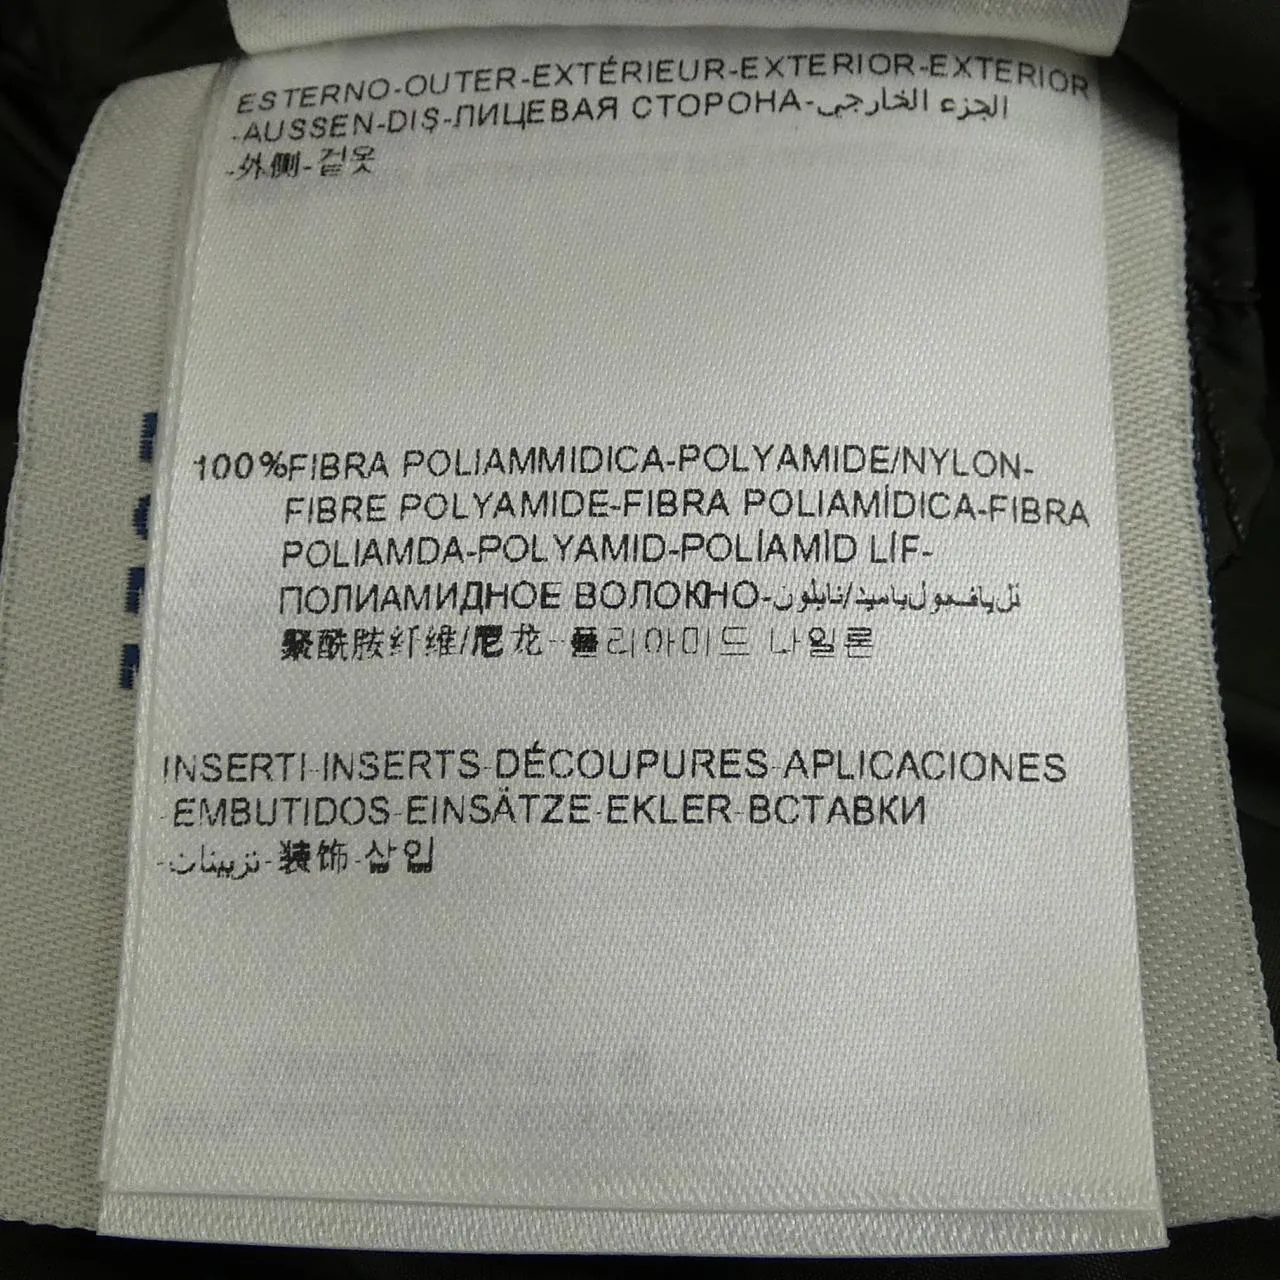 ESTERNO-OUTER-EXTÉRIEUR-EXTERIOR-EXTERIOR
-AUSSEN-DIŞ-ЛИЦЕВАЯ СТОРОНА-الجزء الخارجي
-外侧-겉옷
100%FIBRA POLIAMMIDICA-POLYAMIDE/NYLON-
FIBRE POLYAMIDE-FIBRA POLIAMÍDICA-FIBRA
POLIAMDA-POLYAMID-POLİAMİD LİF-
ПОЛИАМИДНОЕ ВОЛОКНО-
聚酰胺纤维/尼龙-폴리아미드 나일론
INSERTI-INSERTS-DÉCOUPURES-APLICACIONES
-EMBUTIDOS-EINSÄTZE-EKLER-ВСТАВКИ
-تزيينات-装饰-삽입